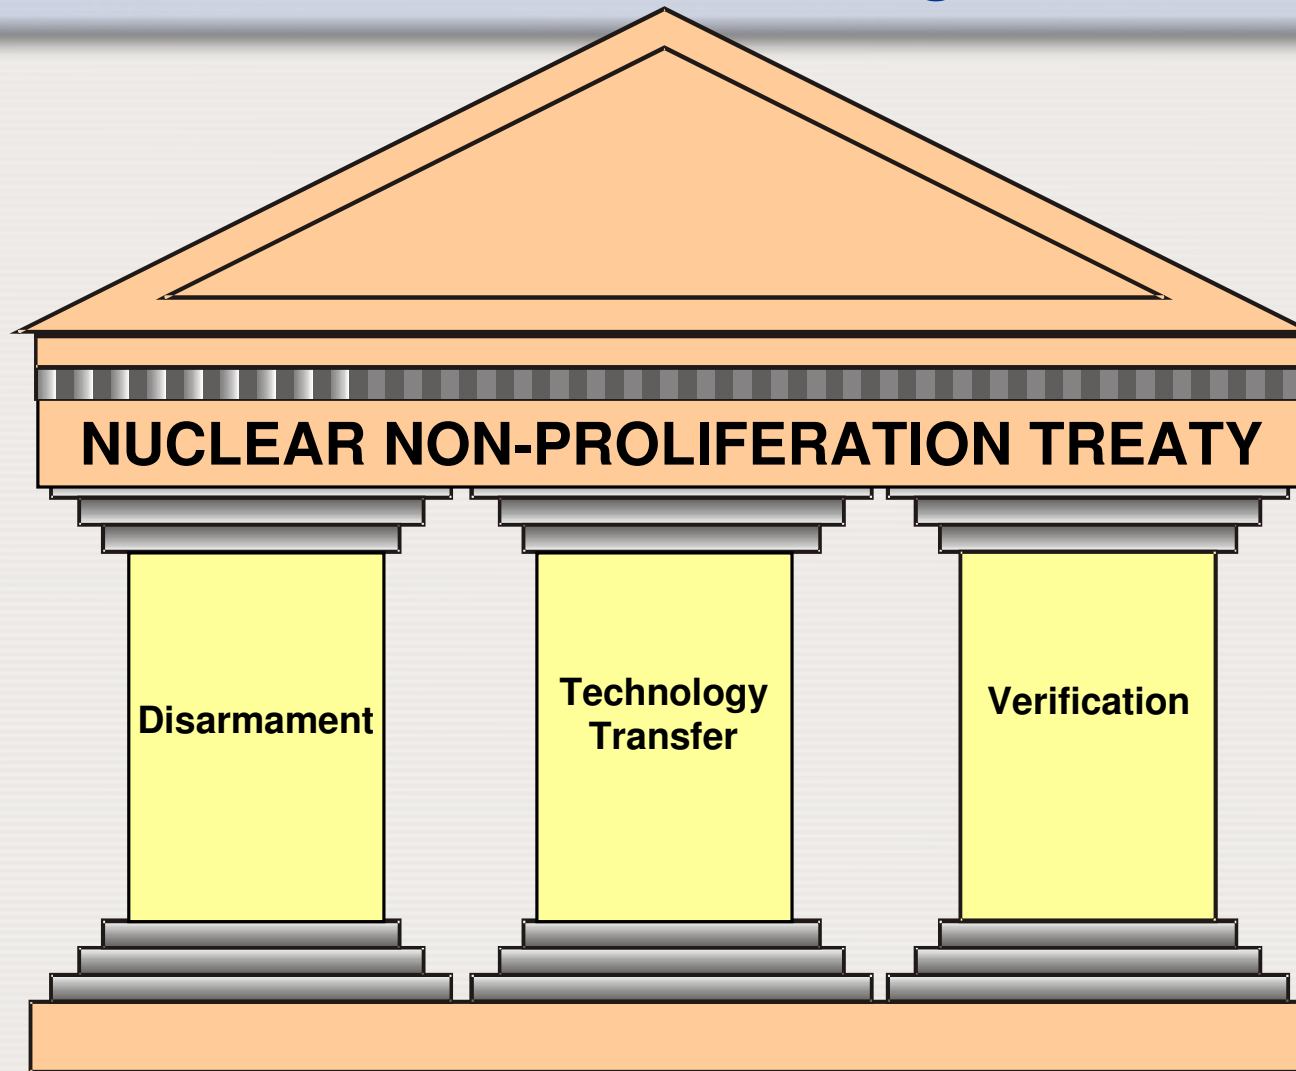 NUCLEAR NON-PROLIFERATION TREATY
Disarmament
Technology
Transfer
Verification